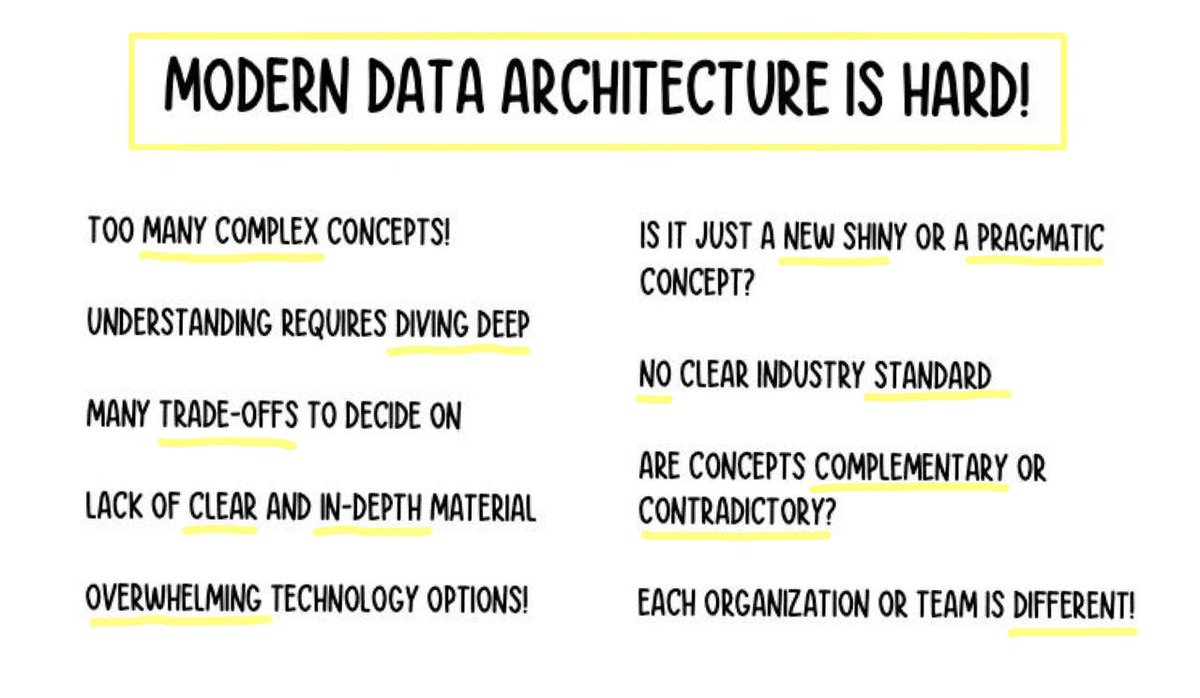 MODERN DATA ARCHITECTURE IS HARD!
TOO MANY COMPLEX CONCEPTS!
UNDERSTANDING REQUIRES DIVING DEEP
MANY TRADE-OFFS TO DECIDE ON
LACK OF CLEAR AND IN-DEPTH MATERIAL
OVERWHELMING TECHNOLOGY OPTIONS!
IS IT JUST A NEW SHINY OR A PRAGMATIC
CONCEPT?
NO CLEAR INDUSTRY STANDARD
ARE CONCEPTS COMPLEMENTARY OR
CONTRADICTORY?
EACH ORGANIZATION OR TEAM IS DIFFERENT!